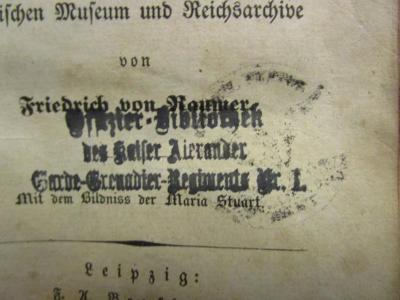 ischen Museum und Reichsarchive
von
Friedrich von Raumer
Offizier-Bibliothek
des Kaiser Alexander
Garde-Grenadier-Regiments Nr. 1.
Mit dem Bildniss der Maria Stuart.
Leipzig:
F. A.